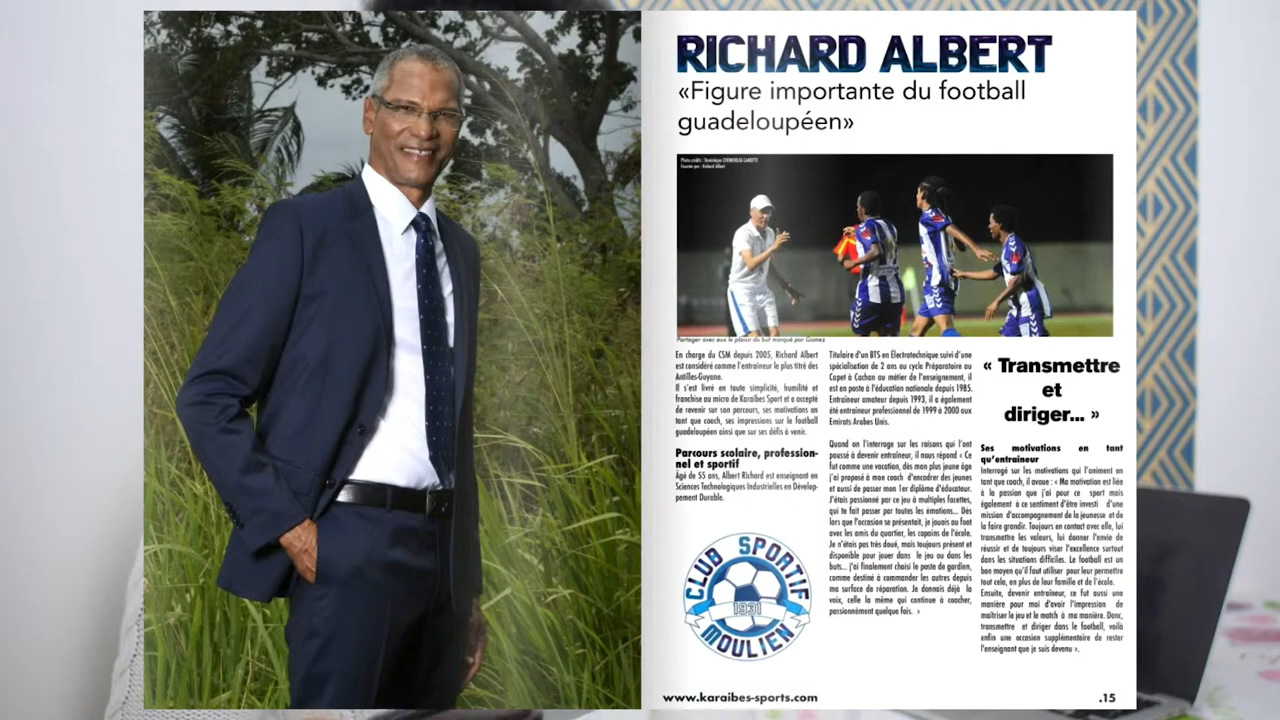 RICHARD ALBERT
«Figure importante du football
guadeloupéen»
Photo crédit : Dominique CHOMEREAU-LAMOTTE
Fournie par : Richard Albert
Partager avec eux le plaisir du but marqué par Gomez
En charge du CSM depuis 2005, Richard Albert
est considéré comme l'entraineur le plus titré des
Antilles-Guyane.
Il s'est livré en toute simplicité, humilité et
franchise au micro de Karaïbes Sport et a accepté
de revenir sur son parcours, ses motivations en
tant que coach, ses impressions sur le football
guadeloupéen ainsi que sur ses défis à venir.
Parcours scolaire, profession-
nel et sportif
Âgé de 55 ans, Albert Richard est enseignant en
Sciences Technologiques Industrielles en Dévelop-
pement Durable.
CLUB SPORTIF
1931
MOULIEN
Titulaire d'un BTS en Électrotechnique suivi d'une
spécialisation de 2 ans au cycle Préparatoire au
Capet à Cachan au métier de l'enseignement, il
est en poste à l'éducation nationale depuis 1985.
Entraineur amateur depuis 1993, il a également
été entraineur professionnel de 1999 à 2000 aux
Emirats Arabes Unis.
Quand on l'interroge sur les raisons qui l'ont
poussé à devenir entraîneur, il nous répond « Ce
fut comme une vocation, dès mon plus jeune âge
j'ai proposé à mon coach d'encadrer des jeunes
et aussi de passer mon 1er diplôme d'éducateur.
J'étais passionné par ce jeu à multiples facettes,
qui te fait passer par toutes les émotions... Dès
lors que l'occasion se présentait, je jouais au foot
avec les amis du quartier, les copains de l'école.
Je n'étais pas très doué, mais toujours présent et
disponible pour jouer dans le jeu ou dans les
buts... j'ai finalement choisi le poste de gardien,
comme destiné à commander les autres depuis
ma surface de réparation. Je donnais déjà la
voix, celle la même qui continue à coacher,
passionnément quelque fois. »
« Transmettre
et
diriger... »
Ses motivations en tant
qu'entraineur
Interrogé sur les motivations qui l'animent en
tant que coach, il avoue : « Ma motivation est liée
à la passion que j'ai pour ce sport mais
également à ce sentiment d'être investi d'une
mission d'accompagnement de la jeunesse et de
la faire grandir. Toujours en contact avec elle, lui
transmettre les valeurs, lui donner l'envie de
réussir et de toujours viser l'excellence surtout
dans les situations difficiles. Le football est un
bon moyen qu'il faut utiliser pour leur permettre
tout cela, en plus de leur famille et de l'école.
Ensuite, devenir entraîneur, ce fut aussi une
manière pour moi d'avoir l'impression de
maîtriser le jeu et le match à ma manière. Donc,
transmettre et diriger dans le football, voilà
enfin une occasion supplémentaire de rester
l'enseignant que je suis devenu ».
www.karaibes-sports.com
.15